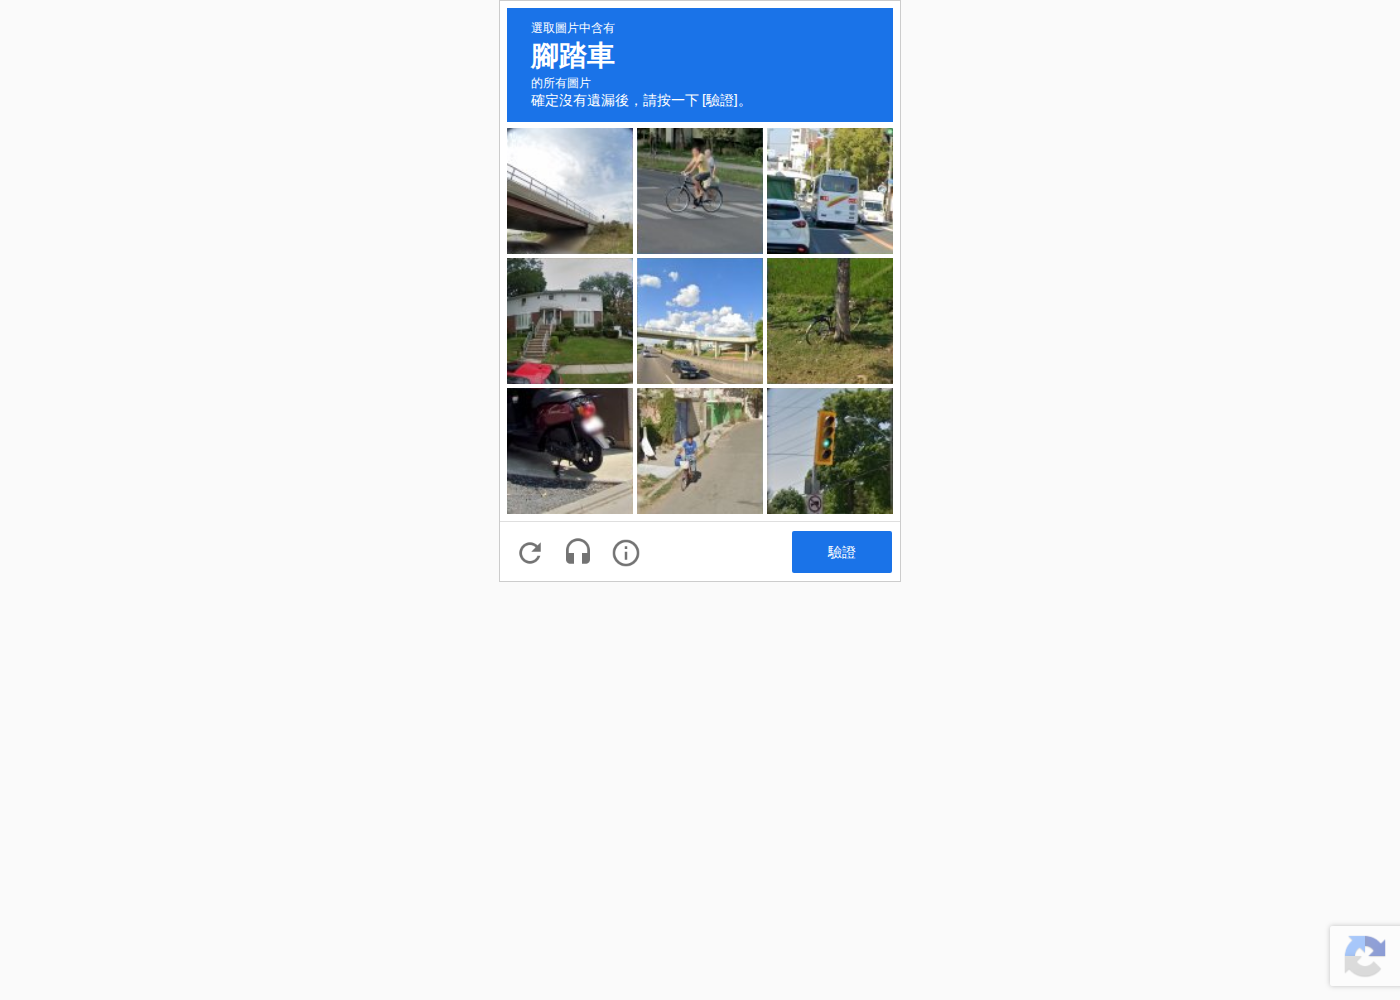 選取圖片中含有
腳踏車
的所有圖片
確定沒有遺漏後，請按一下 [驗證]。
驗證